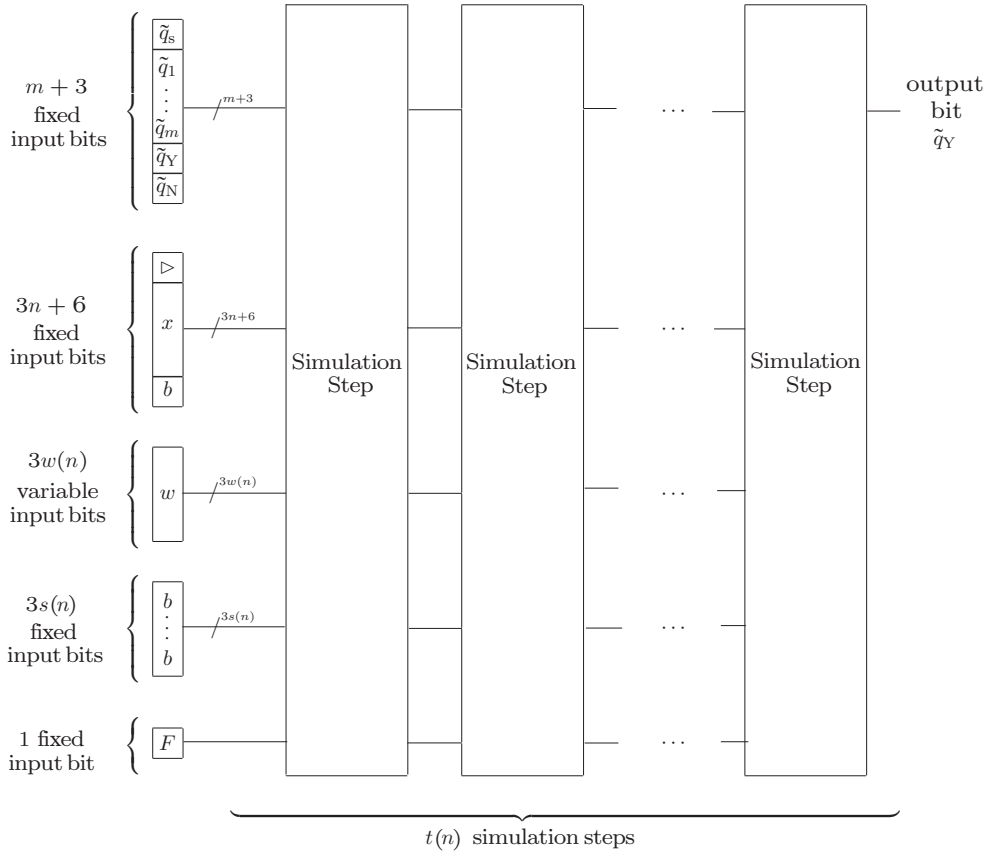 m + 3
fixed
input bits
q̃s
q̃1
⋮
q̃m
q̃Y
q̃N
m+3
...
output
bit
q̃Y
3n + 6
fixed
input bits
▷
x
b
3n+6
...
Simulation
Step
Simulation
Step
Simulation
Step
3w(n)
variable
input bits
w
3w(n)
...
3s(n)
fixed
input bits
b
⋮
b
3s(n)
...
1 fixed
input bit
F
...
t(n) simulation steps